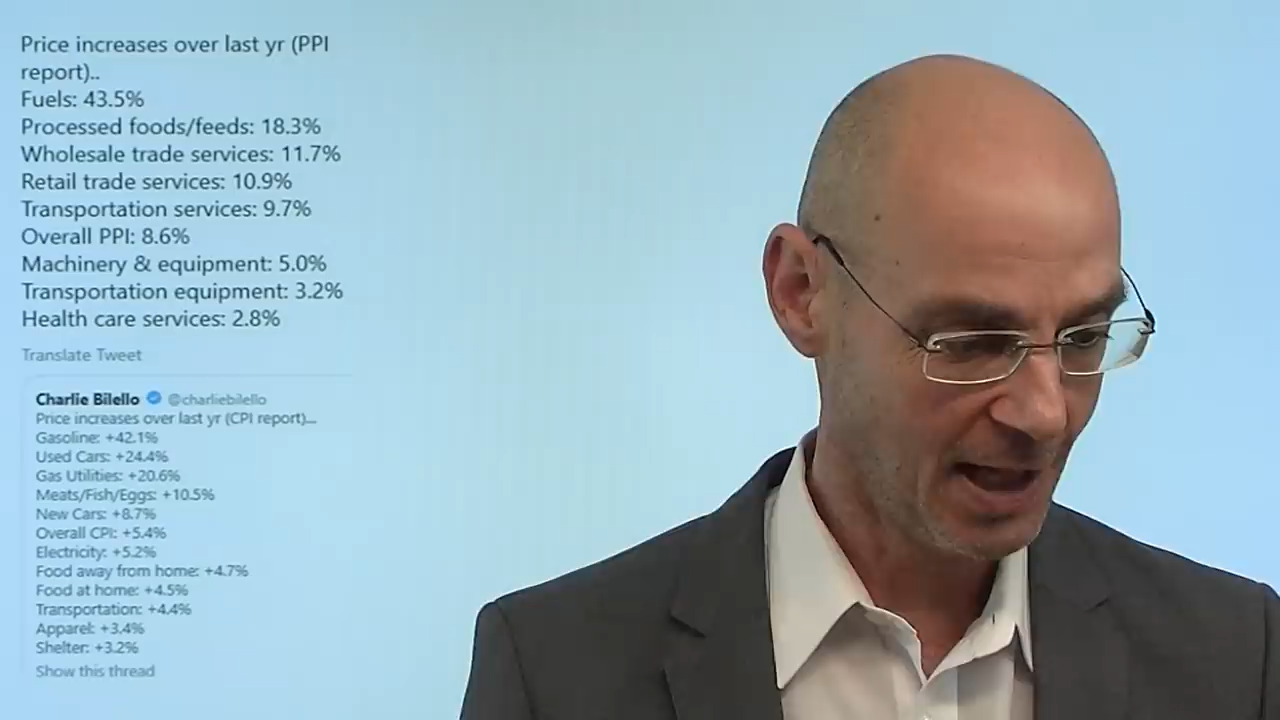 Price increases over last yr (PPI
report)..
Fuels: 43.5%
Processed foods/feeds: 18.3%
Wholesale trade services: 11.7%
Retail trade services: 10.9%
Transportation services: 9.7%
Overall PPI: 8.6%
Machinery & equipment: 5.0%
Transportation equipment: 3.2%
Health care services: 2.8%
Translate Tweet
Charlie Bilello @charliebilello
Price increases over last yr (CPI report)...
Gasoline: +42.1%
Used Cars: +24.4%
Gas Utilities: +20.6%
Meats/Fish/Eggs: +10.5%
New Cars: +8.7%
Overall CPI: +5.4%
Electricity: +5.2%
Food away from home: +4.7%
Food at home: +4.5%
Transportation: +4.4%
Apparel: +3.4%
Shelter: +3.2%
Show this thread